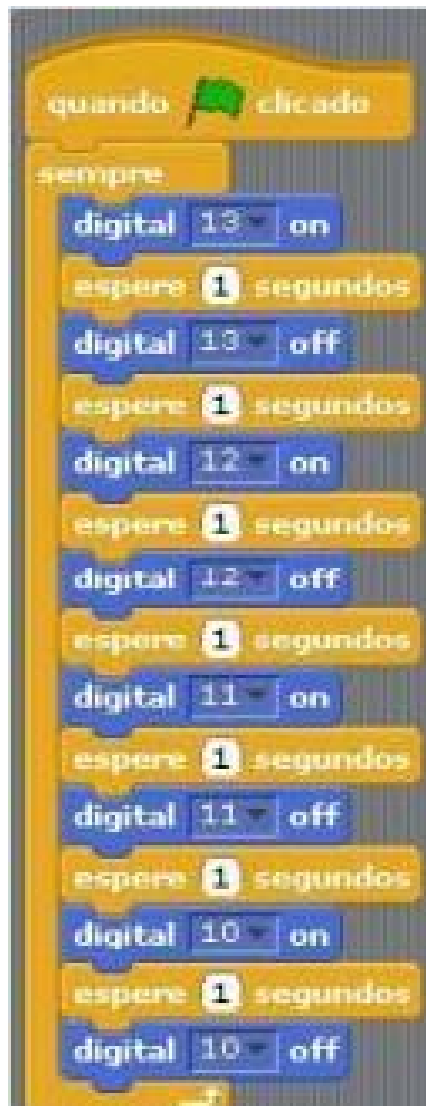 quando clicado
sempre
digital 13 on
espere 1 segundos
digital 13 off
espere 1 segundos
digital 12 on
espere 1 segundos
digital 12 off
espere 1 segundos
digital 11 on
espere 1 segundos
digital 11 off
espere 1 segundos
digital 10 on
espere 1 segundos
digital 10 off